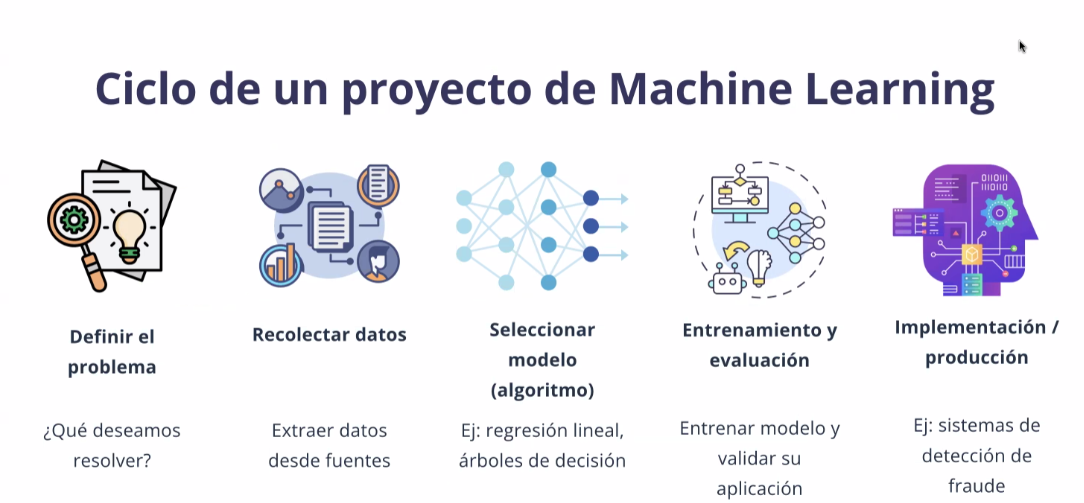 Ciclo de un proyecto de Machine Learning
Definir el
problema
¿Qué deseamos
resolver?
Recolectar datos
Extraer datos
desde fuentes
Seleccionar
modelo
(algoritmo)
Ej: regresión lineal,
árboles de decisión
Entrenamiento y
evaluación
Entrenar modelo y
validar su
aplicación
Implementación /
producción
Ej: sistemas de
detección de
fraude